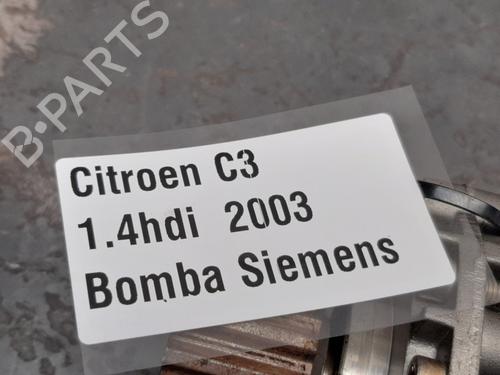 B-PARTS
Citroen C3
1.4hdi 2003
Bomba Siemens